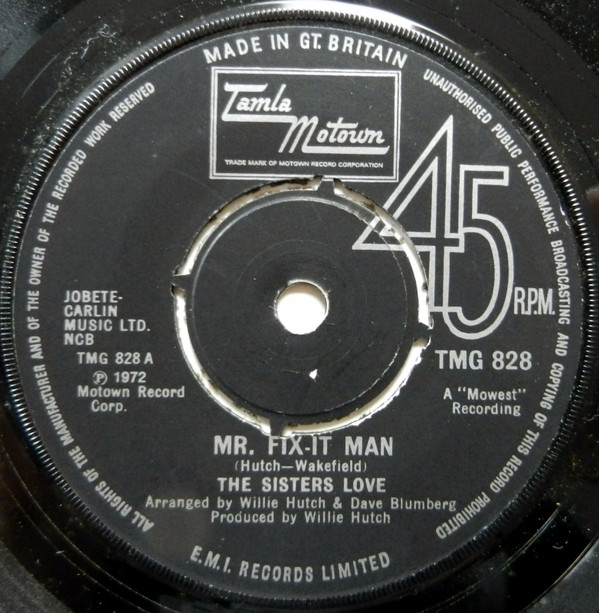 MADE IN GT. BRITAIN
UNAUTHORISED PUBLIC PERFORMANCE BROADCASTING AND COPYING OF THIS RECORD PROHIBITED
ALL RIGHTS OF THE MANUFACTURER AND OF THE OWNER OF THE RECORDED WORK RESERVED
Tamla
Motown
TRADE MARK OF MOTOWN RECORD CORPORATION
45
R.P.M.
JOBETE-
CARLIN
MUSIC LTD.
NCB
TMG 828 A
Ⓟ 1972
Motown Record
Corp.
TMG 828
A "Mowest"
Recording
MR. FIX-IT MAN
(Hutch—Wakefield)
THE SISTERS LOVE
Arranged by Willie Hutch & Dave Blumberg
Produced by Willie Hutch
E.M.I. RECORDS LIMITED